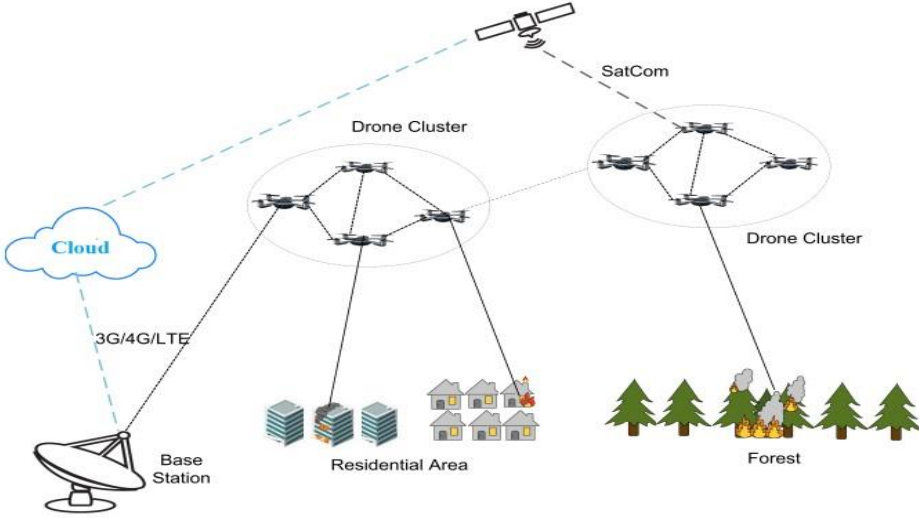 SatCom
Drone Cluster
Drone Cluster
Cloud
3G/4G/LTE
Base
Station
Residential Area
Forest